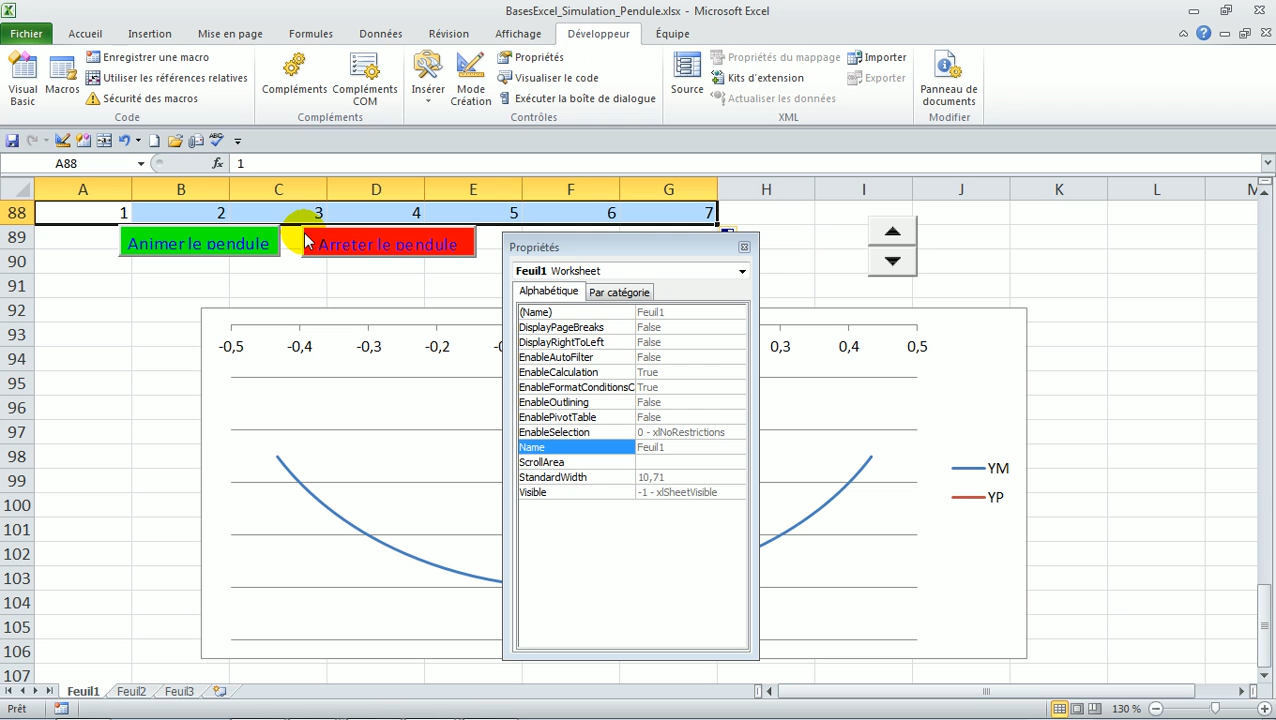 BasesExcel_Simulation_Pendule.xlsx - Microsoft Excel
Fichier Accueil Insertion Mise en page Formules Données Révision Affichage Développeur Équipe
Visual Basic
Macros
Enregistrer une macro
Utiliser les références relatives
Sécurité des macros
Code
Compléments
Compléments COM
Compléments
Insérer
Mode Création
Propriétés
Visualiser le code
Exécuter la boîte de dialogue
Contrôles
Source
Propriétés du mappage
Kits d'extension
Actualiser les données
Importer
Exporter
XML
Panneau de documents
Modifier
A88 fx 1
A B C D E F G H I J K L M
88 1 2 3 4 5 6 7
89
Animer le pendule
Arreter le pendule
90
91
92
93
94
95
96
97
98
99
100
101
102
103
104
105
106
107
-0,5 -0,4 -0,3 -0,2 0,3 0,4 0,5
YM
YP
Propriétés
Feuil1 Worksheet
Alphabétique Par catégorie
(Name) Feuil1
DisplayPageBreaks False
DisplayRightToLeft False
EnableAutoFilter False
EnableCalculation True
EnableFormatConditionsC True
EnableOutlining False
EnablePivotTable False
EnableSelection 0 - xlNoRestrictions
Name Feuil1
ScrollArea
StandardWidth 10,71
Visible -1 - xlSheetVisible
Feuil1 Feuil2 Feuil3
Prêt 130 %